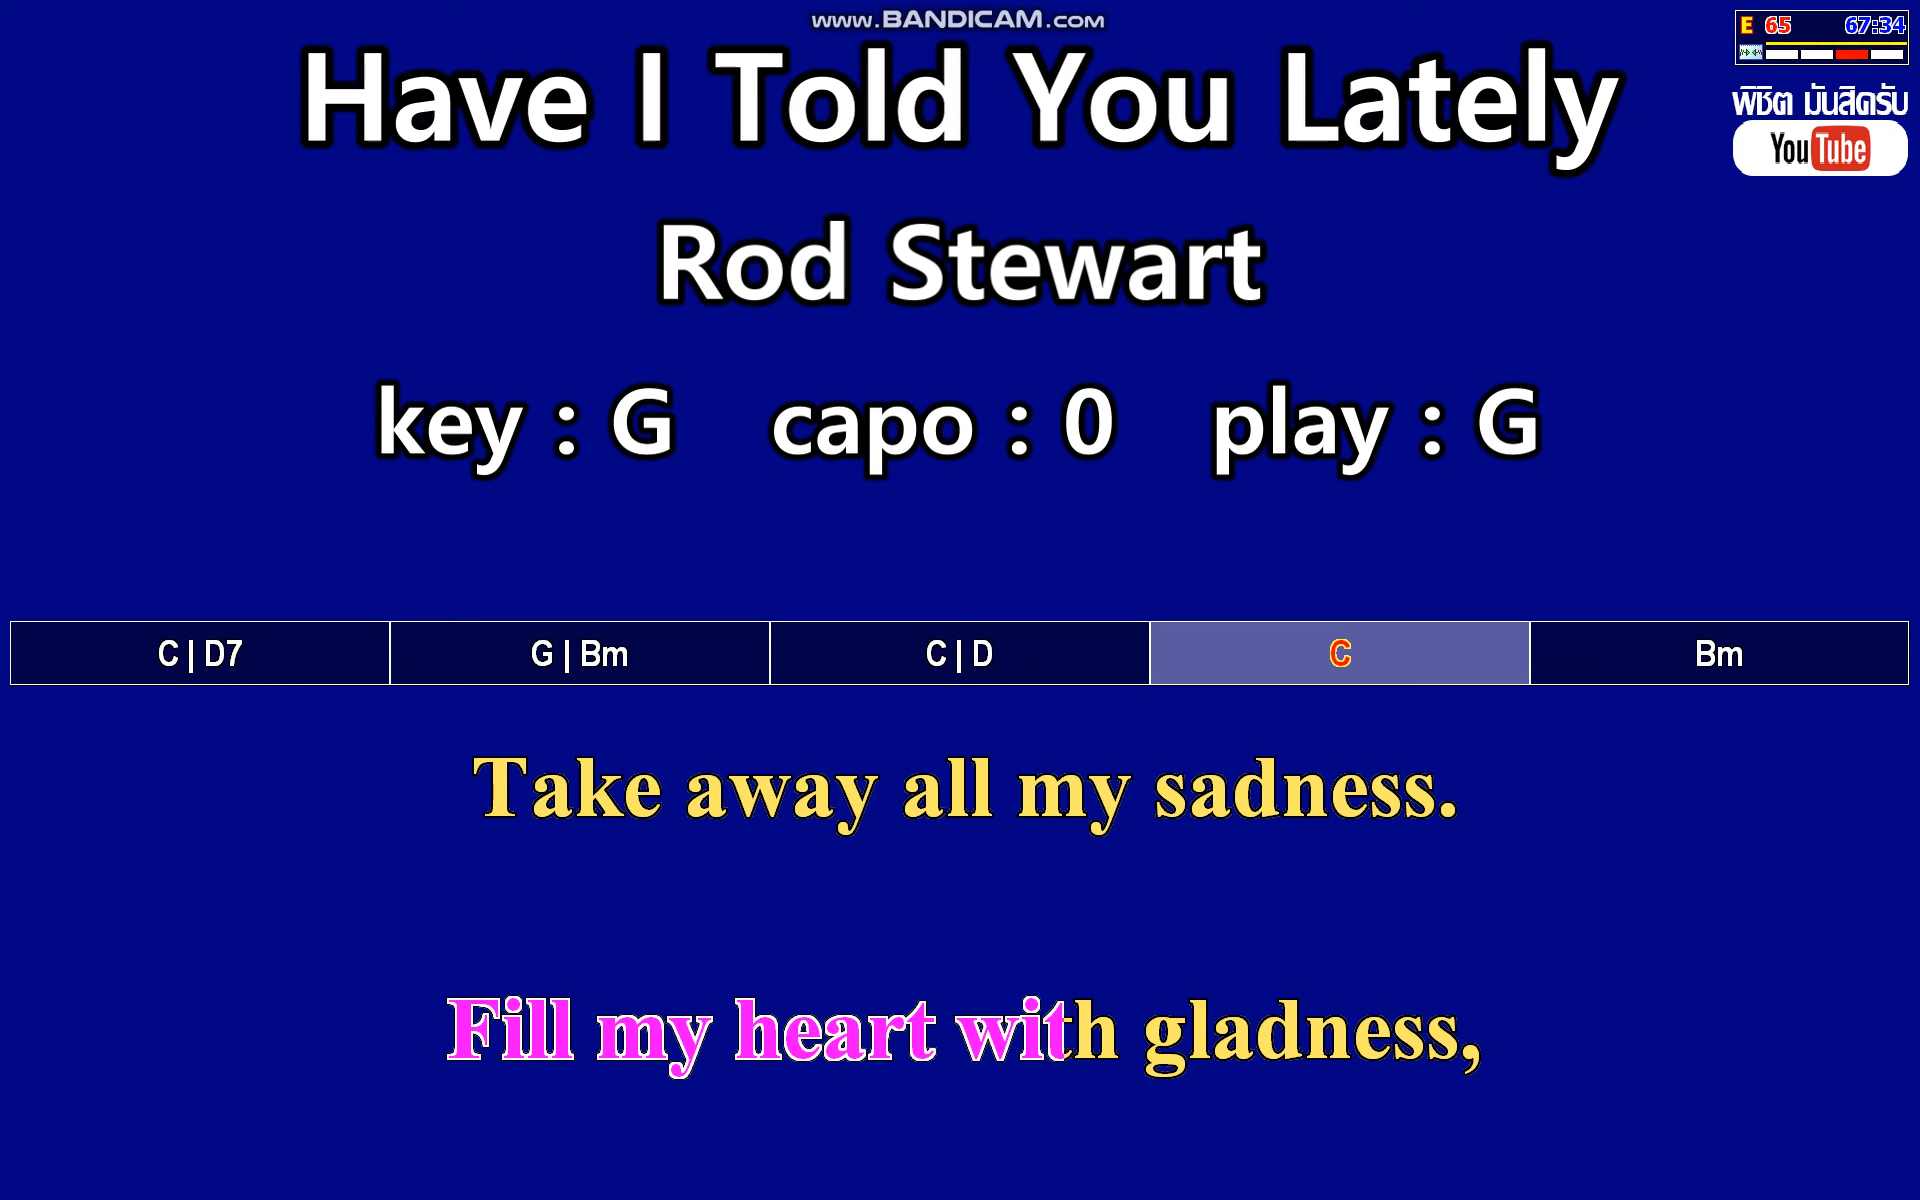 www.BANDICAM.com
E 65 67:34
Have I Told You Lately
พิชิต มันสิครับ
YouTube
Rod Stewart
key : G capo : 0 play : G
C | D7 G | Bm C | D C Bm
Take away all my sadness.
Fill my heart with gladness,